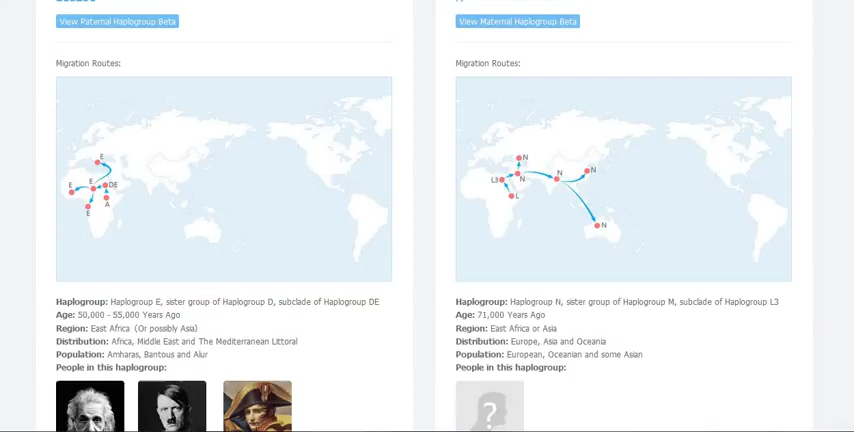 View Paternal Haplogroup Beta
Migration Routes:
E
E
E
DE
A
E
Haplogroup: Haplogroup E, sister group of Haplogroup D, subclade of Haplogroup DE
Age: 50,000 - 55,000 Years Ago
Region: East Africa (Or possibly Asia)
Distribution: Africa, Middle East and The Mediterranean Littoral
Population: Amharas, Bantous and Alur
People in this haplogroup:
View Maternal Haplogroup Beta
Migration Routes:
N
L3
N
N
N
L
N
Haplogroup: Haplogroup N, sister group of Haplogroup M, subclade of Haplogroup L3
Age: 71,000 Years Ago
Region: East Africa or Asia
Distribution: Europe, Asia and Oceania
Population: European, Oceanian and some Asian
People in this haplogroup:
?